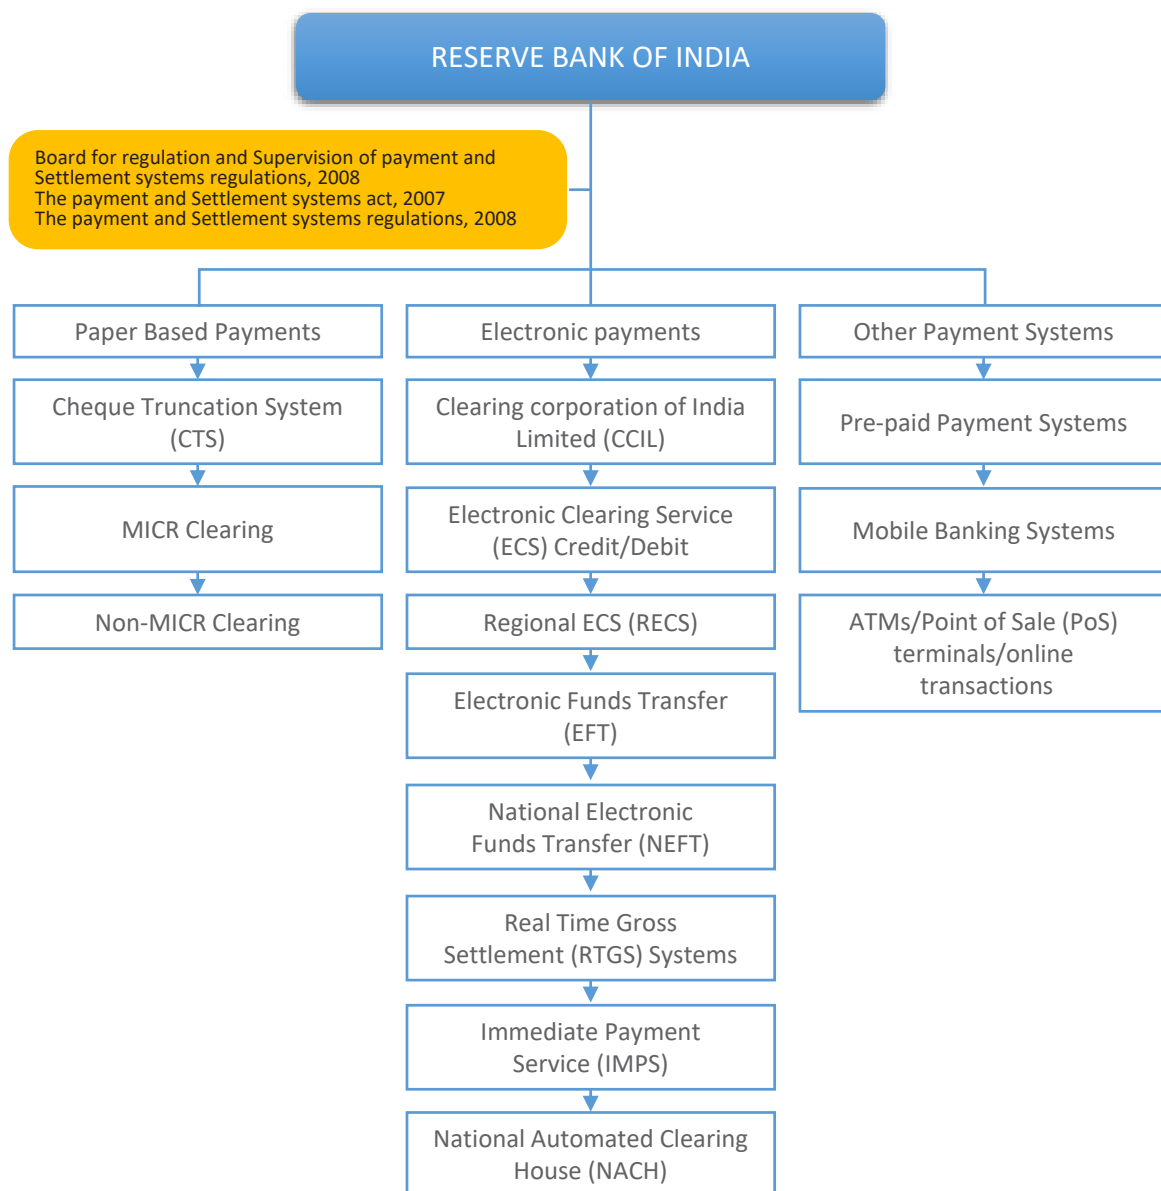 RESERVE BANK OF INDIA
Board for regulation and Supervision of payment and
Settlement systems regulations, 2008
The payment and Settlement systems act, 2007
The payment and Settlement systems regulations, 2008
Paper Based Payments
Cheque Truncation System
(CTS)
MICR Clearing
Non-MICR Clearing
Electronic payments
Clearing corporation of India
Limited (CCIL)
Electronic Clearing Service
(ECS) Credit/Debit
Regional ECS (RECS)
Electronic Funds Transfer
(EFT)
National Electronic
Funds Transfer (NEFT)
Real Time Gross
Settlement (RTGS) Systems
Immediate Payment
Service (IMPS)
National Automated Clearing
House (NACH)
Other Payment Systems
Pre-paid Payment Systems
Mobile Banking Systems
ATMs/Point of Sale (PoS)
terminals/online
transactions